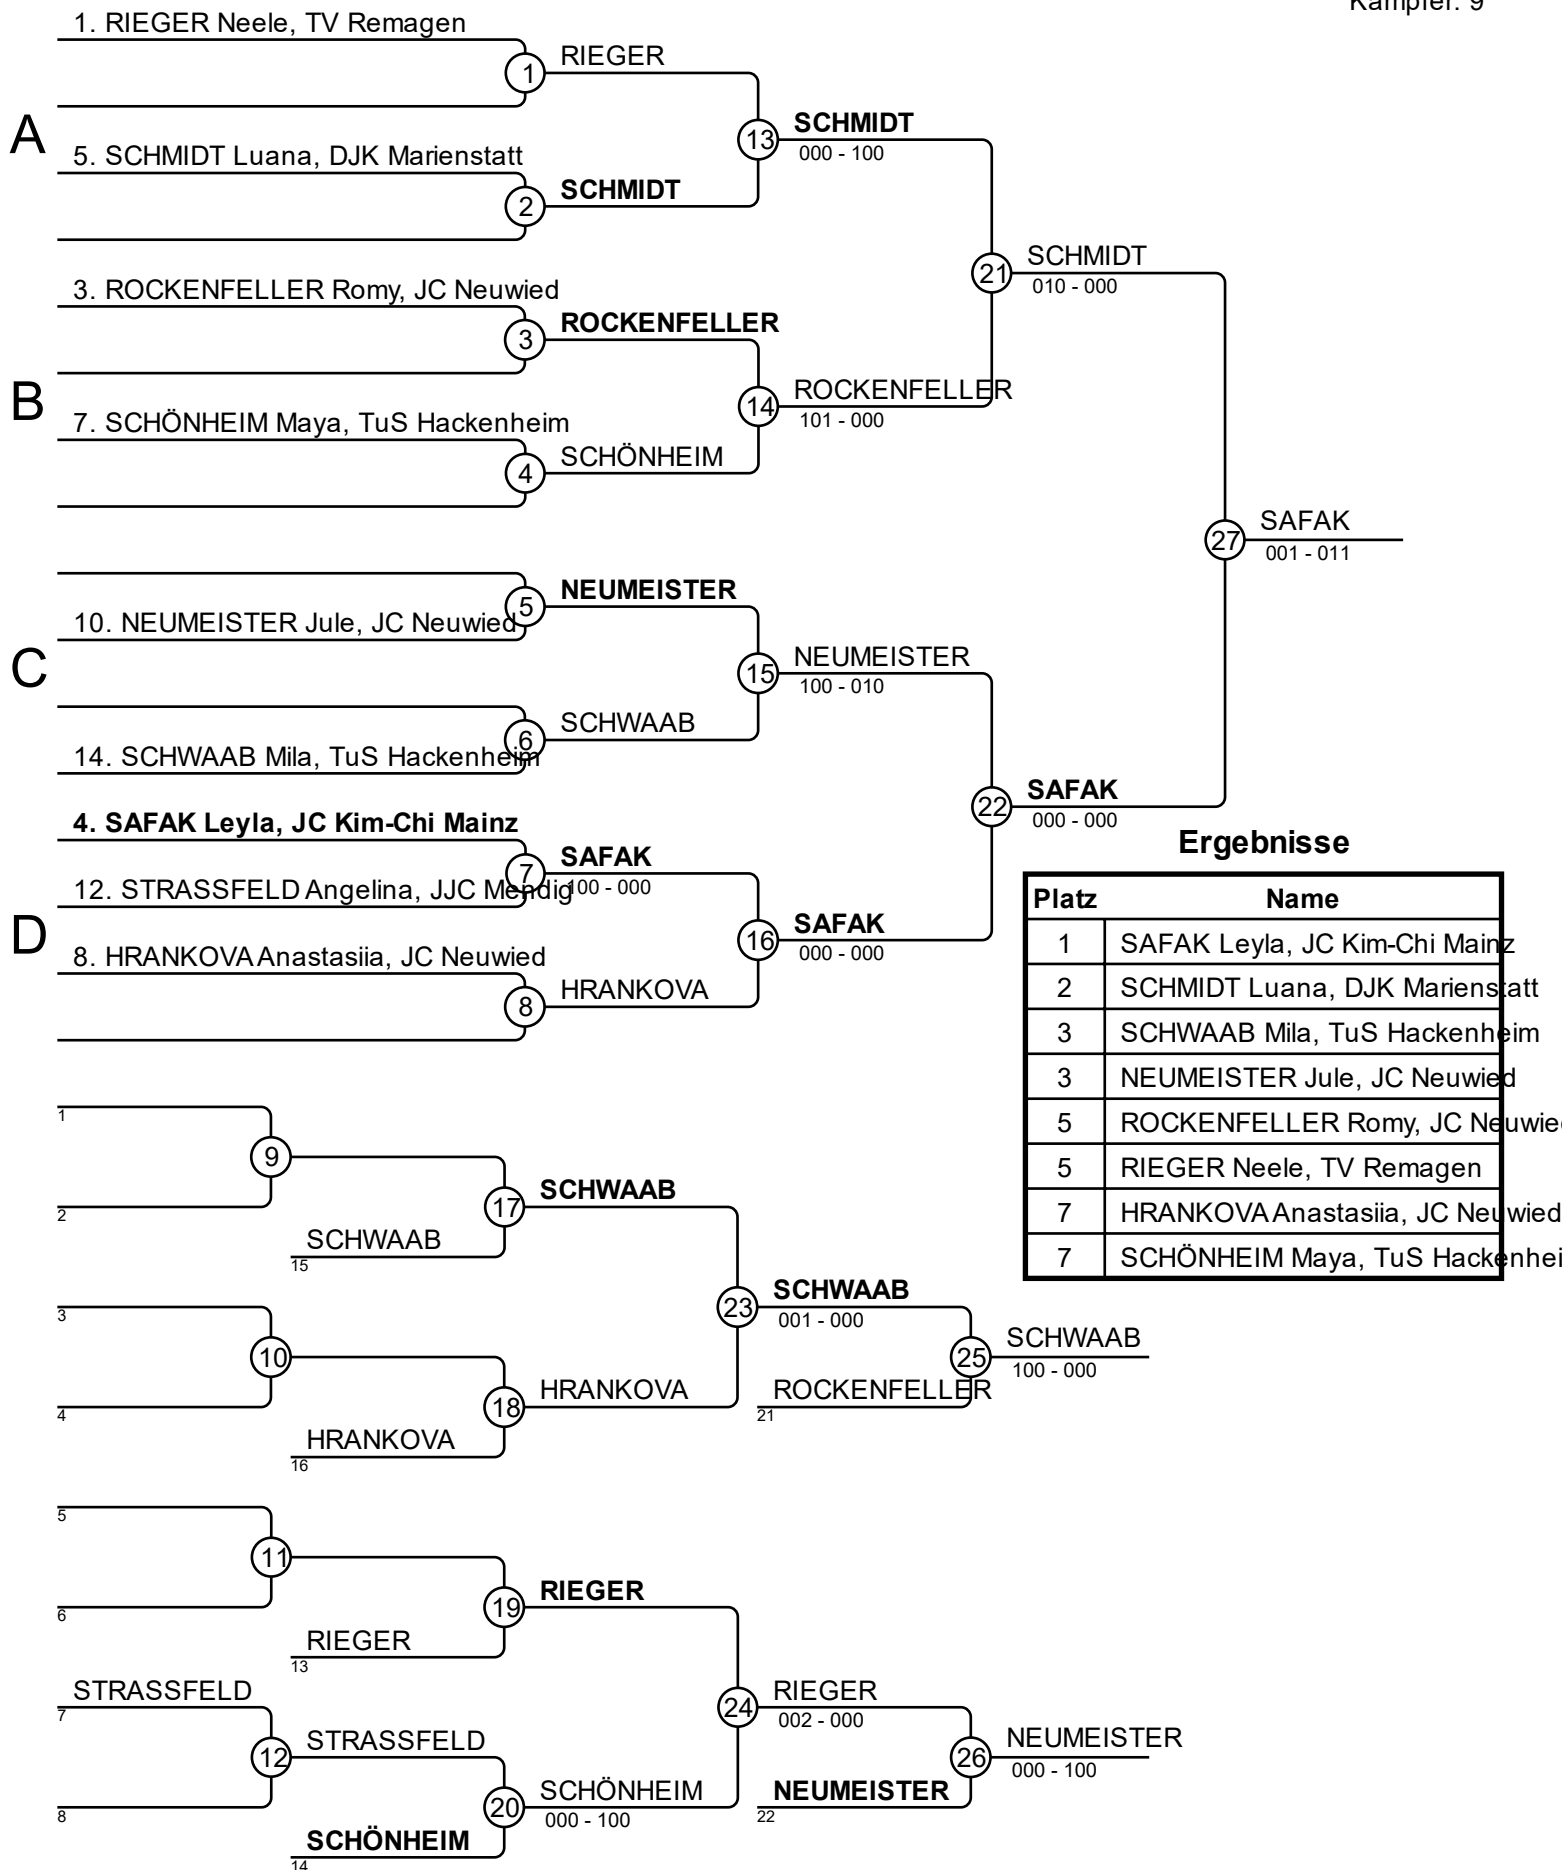 Kämpfer: 9
1. RIEGER Neele, TV Remagen
1
RIEGER
A
13
SCHMIDT
000 - 100
5. SCHMIDT Luana, DJK Marienstatt
2
SCHMIDT
21
SCHMIDT
010 - 000
3. ROCKENFELLER Romy, JC Neuwied
3
ROCKENFELLER
B
14
ROCKENFELLER
101 - 000
7. SCHÖNHEIM Maya, TuS Hackenheim
4
SCHÖNHEIM
27
SAFAK
001 - 011
5
NEUMEISTER
10. NEUMEISTER Jule, JC Neuwied
C
15
NEUMEISTER
100 - 010
6
SCHWAAB
14. SCHWAAB Mila, TuS Hackenheim
22
SAFAK
000 - 000
4. SAFAK Leyla, JC Kim-Chi Mainz
7
SAFAK
100 - 000
12. STRASSFELD Angelina, JJC Mendig
D
16
SAFAK
000 - 000
8. HRANKOVA Anastasiia, JC Neuwied
8
HRANKOVA
Ergebnisse
Platz Name
1 SAFAK Leyla, JC Kim-Chi Mainz
2 SCHMIDT Luana, DJK Marienstatt
3 SCHWAAB Mila, TuS Hackenheim
3 NEUMEISTER Jule, JC Neuwied
5 ROCKENFELLER Romy, JC Neuwie
5 RIEGER Neele, TV Remagen
7 HRANKOVA Anastasiia, JC Neuwied
7 SCHÖNHEIM Maya, TuS Hackenhei
1
9
2
17
SCHWAAB
SCHWAAB
15
23
SCHWAAB
001 - 000
3
10
4
18
HRANKOVA
HRANKOVA
16
25
SCHWAAB
100 - 000
ROCKENFELLER
21
5
11
6
19
RIEGER
RIEGER
13
24
RIEGER
002 - 000
STRASSFELD
7
12
STRASSFELD
8
20
SCHÖNHEIM
000 - 100
SCHÖNHEIM
14
26
NEUMEISTER
000 - 100
NEUMEISTER
22